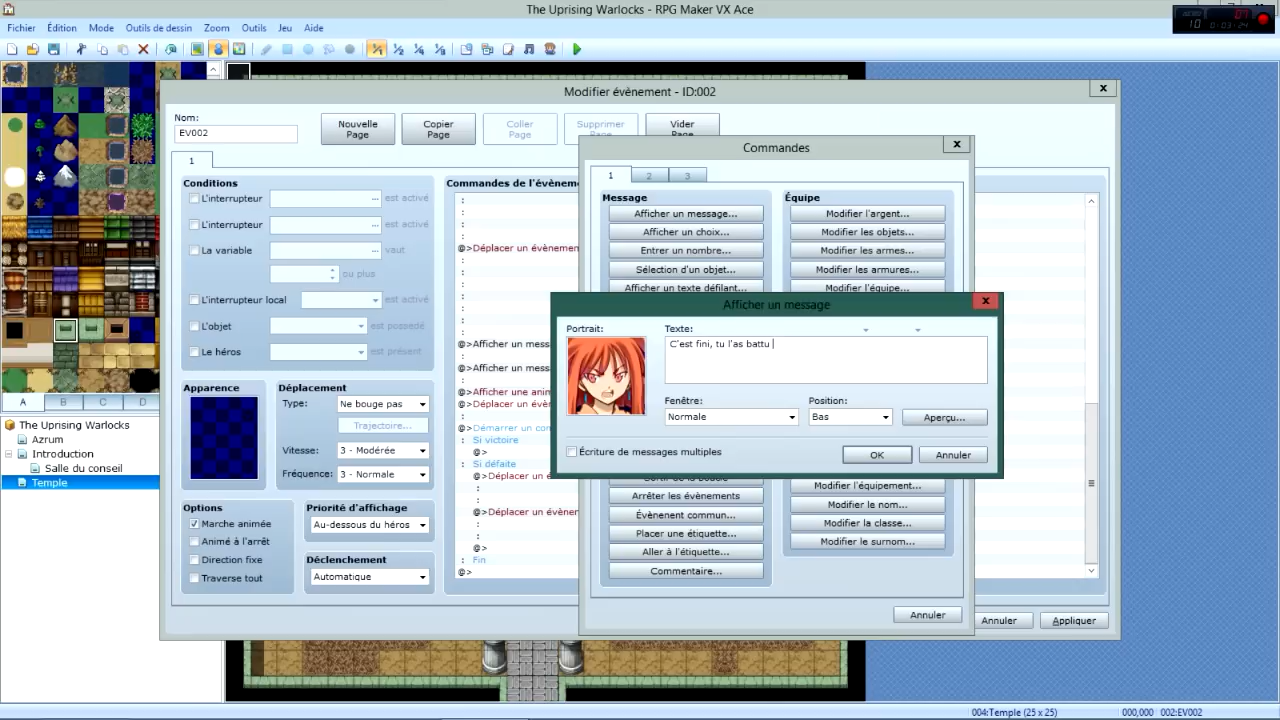 The Uprising Warlocks - RPG Maker VX Ace
Fichier Édition Mode Outils de dessin Zoom Outils Jeu Aide
Modifier évènement - ID:002
Nom:
EV002
Nouvelle Page
Copier Page
Coller Page
Supprimer Page
Vider Page
1
Conditions
L'interrupteur ... est activé
L'interrupteur ... est activé
La variable ... vaut
ou plus
L'interrupteur local est activé
L'objet est possedé
Le héros est présent
Apparence
Déplacement
Type: Ne bouge pas
Trajectoire...
Vitesse: 3 - Modérée
Fréquence: 3 - Normale
Options
Marche animée
Animé à l'arrêt
Direction fixe
Traverse tout
Priorité d'affichage
Au-dessous du héros
Déclenchement
Automatique
Commandes de l'évèneme
:
:
:
@>Déplacer un évènemen
:
:
:
:
:
:
:
@>Afficher un mess
:
@>Afficher un mess
:
@>Afficher une anim
@>Déplacer un évè
:
@>Démarrer un con
: Si victoire
@>
: Si défaite
@>Déplacer un é
:
:
@>Déplacer un évènen
:
:
@>
: Fin
@>
Commandes
1 2 3
Message
Afficher un message...
Afficher un choix...
Entrer un nombre...
Sélection d'un objet...
Afficher un texte défilant...
Arrêter les évènements
Évènenent commun...
Placer une étiquette...
Aller à l'étiquette...
Commentaire...
Équipe
Modifier l'argent...
Modifier les objets...
Modifier les armes...
Modifier les armures...
Modifier l'équipe...
Modifier l'équipement...
Modifier le nom...
Modifier la classe...
Modifier le surnom...
Annuler
Afficher un message
Portrait:
Texte:
C'est fini, tu l'as battu
Fenêtre:
Normale
Position:
Bas
Aperçu...
Écriture de messages multiples
OK
Annuler
Annuler
Appliquer
A B C D
The Uprising Warlocks
Azrum
Introduction
Salle du conseil
Temple
004:Temple (25 x 25) 000,000 002:EV002